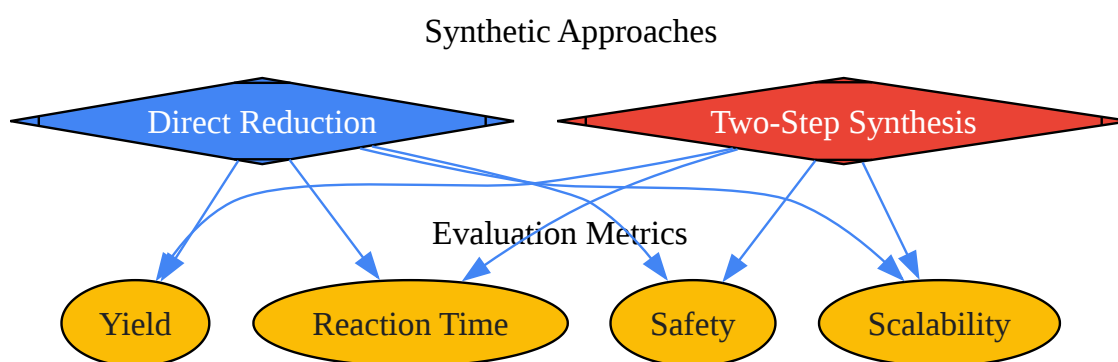 Synthetic Approaches
Direct Reduction
Two-Step Synthesis
Evaluation Metrics
Yield
Reaction Time
Safety
Scalability